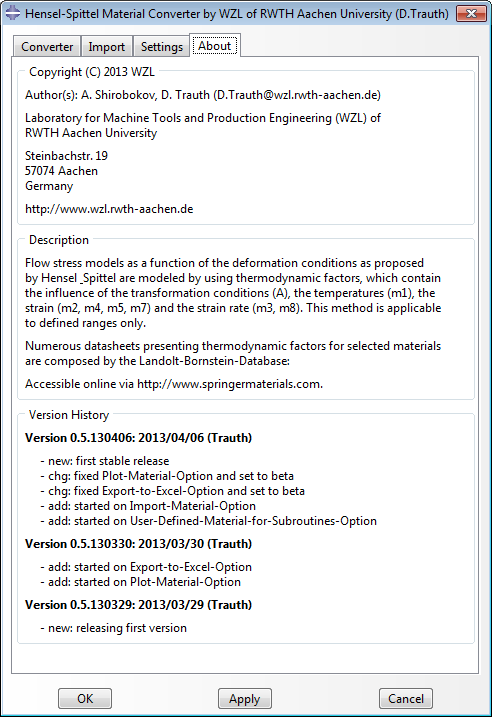 Hensel-Spittel Material Converter by WZL of RWTH Aachen University (D.Trauth)
Converter Import Settings About
Copyright (C) 2013 WZL
Author(s): A. Shirobokov, D. Trauth (D.Trauth@wzl.rwth-aachen.de)
Laboratory for Machine Tools and Production Engineering (WZL) of
RWTH Aachen University
Steinbachstr. 19
57074 Aachen
Germany
http://www.wzl.rwth-aachen.de
Description
Flow stress models as a function of the deformation conditions as proposed
by Hensel _Spittel are modeled by using thermodynamic factors, which contain
the influence of the transformation conditions (A), the temperatures (m1), the
strain (m2, m4, m5, m7) and the strain rate (m3, m8). This method is applicable
to defined ranges only.
Numerous datasheets presenting thermodynamic factors for selected materials
are composed by the Landolt-Bornstein-Database:
Accessible online via http://www.springermaterials.com.
Version History
Version 0.5.130406: 2013/04/06 (Trauth)
- new: first stable release
- chg: fixed Plot-Material-Option and set to beta
- chg: fixed Export-to-Excel-Option and set to beta
- add: started on Import-Material-Option
- add: started on User-Defined-Material-for-Subroutines-Option
Version 0.5.130330: 2013/03/30 (Trauth)
- add: started on Export-to-Excel-Option
- add: started on Plot-Material-Option
Version 0.5.130329: 2013/03/29 (Trauth)
- new: releasing first version
OK Apply Cancel